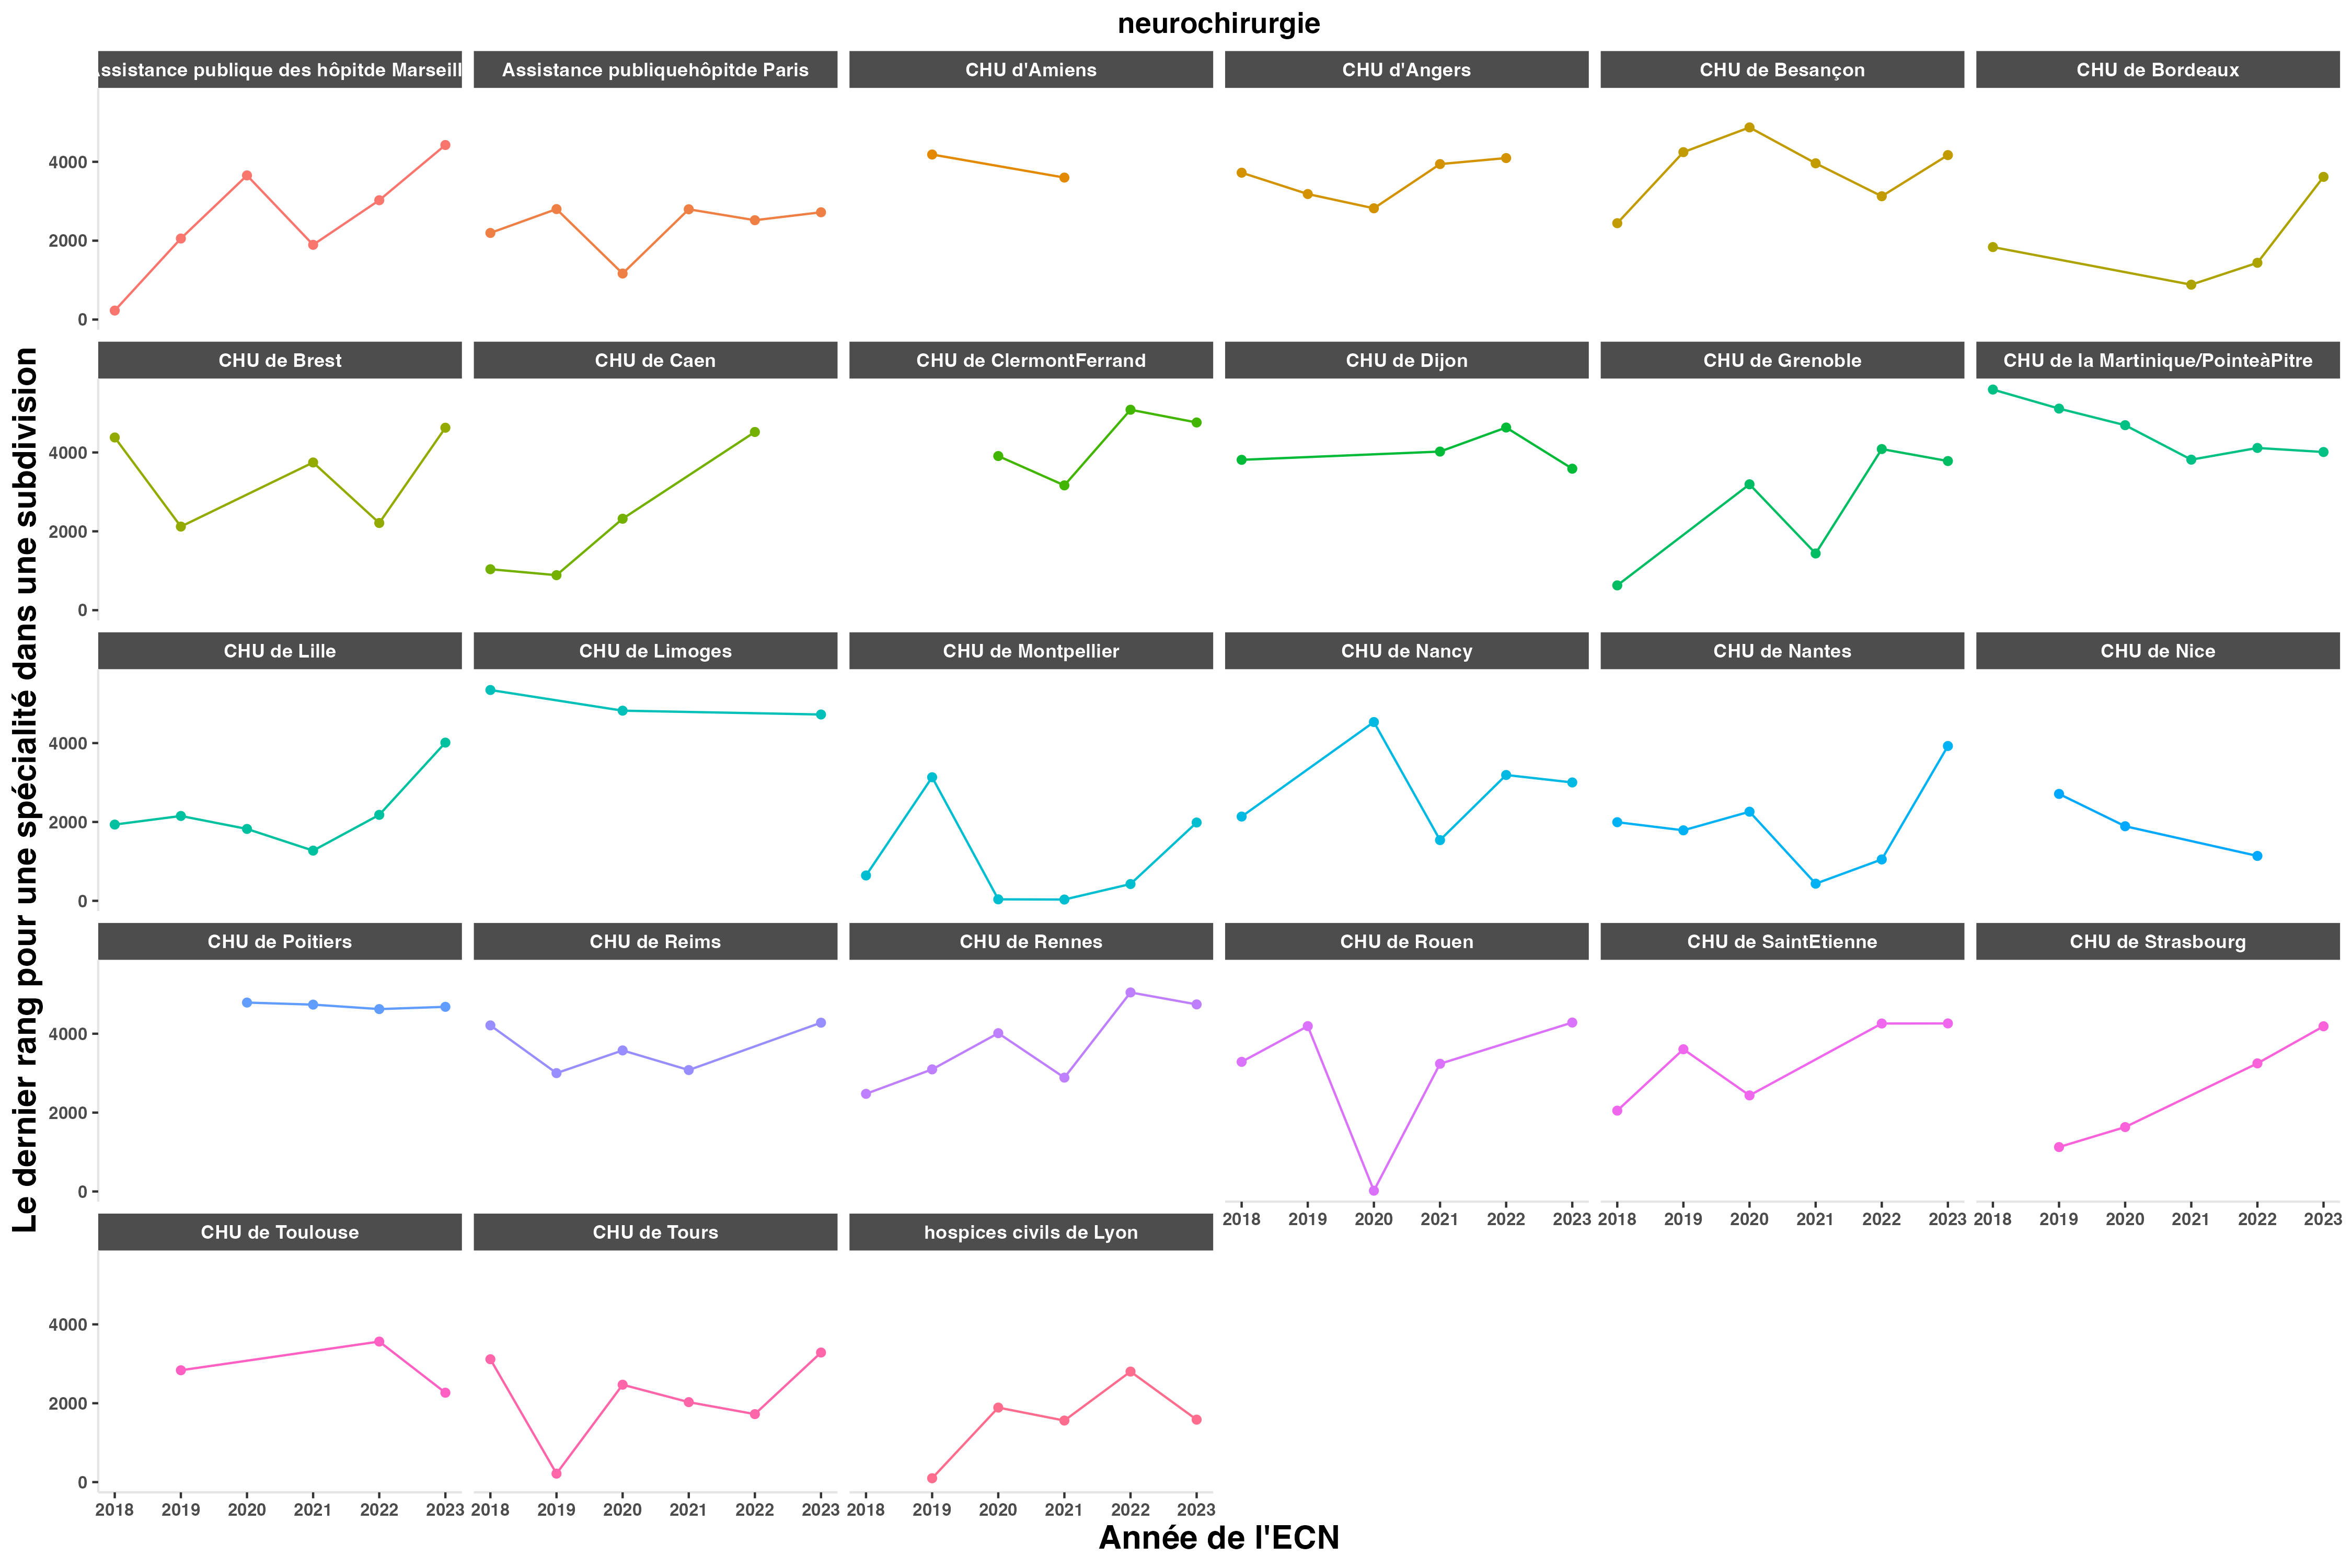 neurochirurgie
ssistance publique des hôpitde Marseill
Assistance publiquehôpitde Paris
CHU d'Amiens
CHU d'Angers
CHU de Besançon
CHU de Bordeaux
4000
2000
0
CHU de Brest
CHU de Caen
CHU de ClermontFerrand
CHU de Dijon
CHU de Grenoble
CHU de la Martinique/PointeàPitre
4000
2000
0
CHU de Lille
CHU de Limoges
CHU de Montpellier
CHU de Nancy
CHU de Nantes
CHU de Nice
4000
2000
0
CHU de Poitiers
CHU de Reims
CHU de Rennes
CHU de Rouen
CHU de SaintEtienne
CHU de Strasbourg
4000
2000
0
2018 2019 2020 2021 2022 2023
2018 2019 2020 2021 2022 2023
2018 2019 2020 2021 2022 2023
CHU de Toulouse
CHU de Tours
hospices civils de Lyon
4000
2000
0
2018 2019 2020 2021 2022 2023
2018 2019 2020 2021 2022 2023
2018 2019 2020 2021 2022 2023
Année de l'ECN
Le dernier rang pour une spécialité dans une subdivision